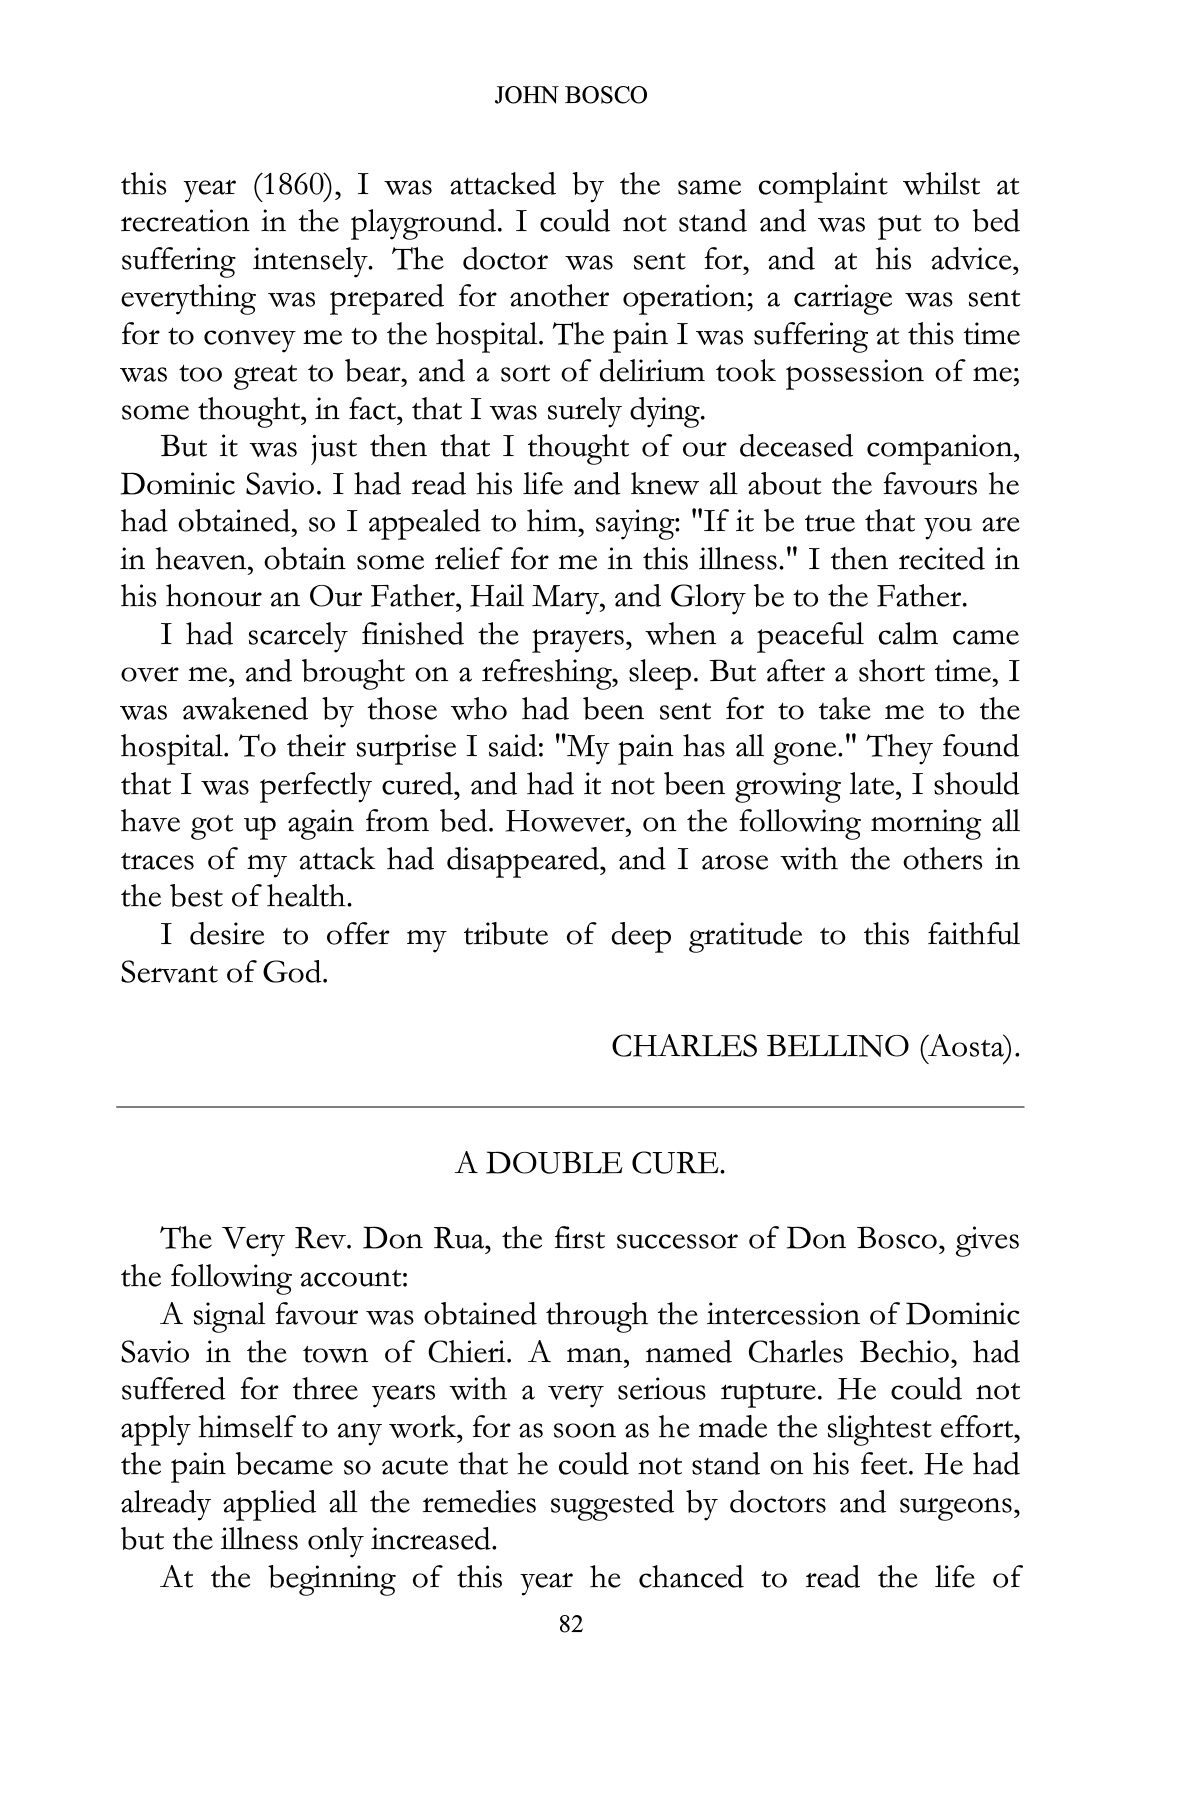 JOHN BOSCO
this year (1860), I was attacked by the same complaint whilst at
recreation in the playground. I could not stand and was put to bed
suffering intensely. The doctor was sent for, and at his advice,
everything was prepared for another operation; a carriage was sent
for to convey me to the hospital. The pain I was suffering at this time
was too great to bear, and a sort of delirium took possession of me;
some thought, in fact, that I was surely dying.
But it was just then that I thought of our deceased companion,
Dominic Savio. I had read his life and knew all about the favours he
had obtained, so I appealed to him, saying: "If it be true that you are
in heaven, obtain some relief for me in this illness." I then recited in
his honour an Our Father, Hail Mary, and Glory be to the Father.
I had scarcely finished the prayers, when a peaceful calm came
over me, and brought on a refreshing, sleep. But after a short time, I
was awakened by those who had been sent for to take me to the
hospital. To their surprise I said: "My pain has all gone." They found
that I was perfectly cured, and had it not been growing late, I should
have got up again from bed. However, on the following morning all
traces of my attack had disappeared, and I arose with the others in
the best of health.
I desire to offer my tribute of deep gratitude to this faithful
Servant of God.
CHARLES BELLINO (Aosta).
A DOUBLE CURE.
The Very Rev. Don Rua, the first successor of Don Bosco, gives
the following account:
A signal favour was obtained through the intercession of Dominic
Savio in the town of Chieri. A man, named Charles Bechio, had
suffered for three years with a very serious rupture. He could not
apply himself to any work, for as soon as he made the slightest effort,
the pain became so acute that he could not stand on his feet. He had
already applied all the remedies suggested by doctors and surgeons,
but the illness only increased.
At the beginning of this year he chanced to read the life of
82